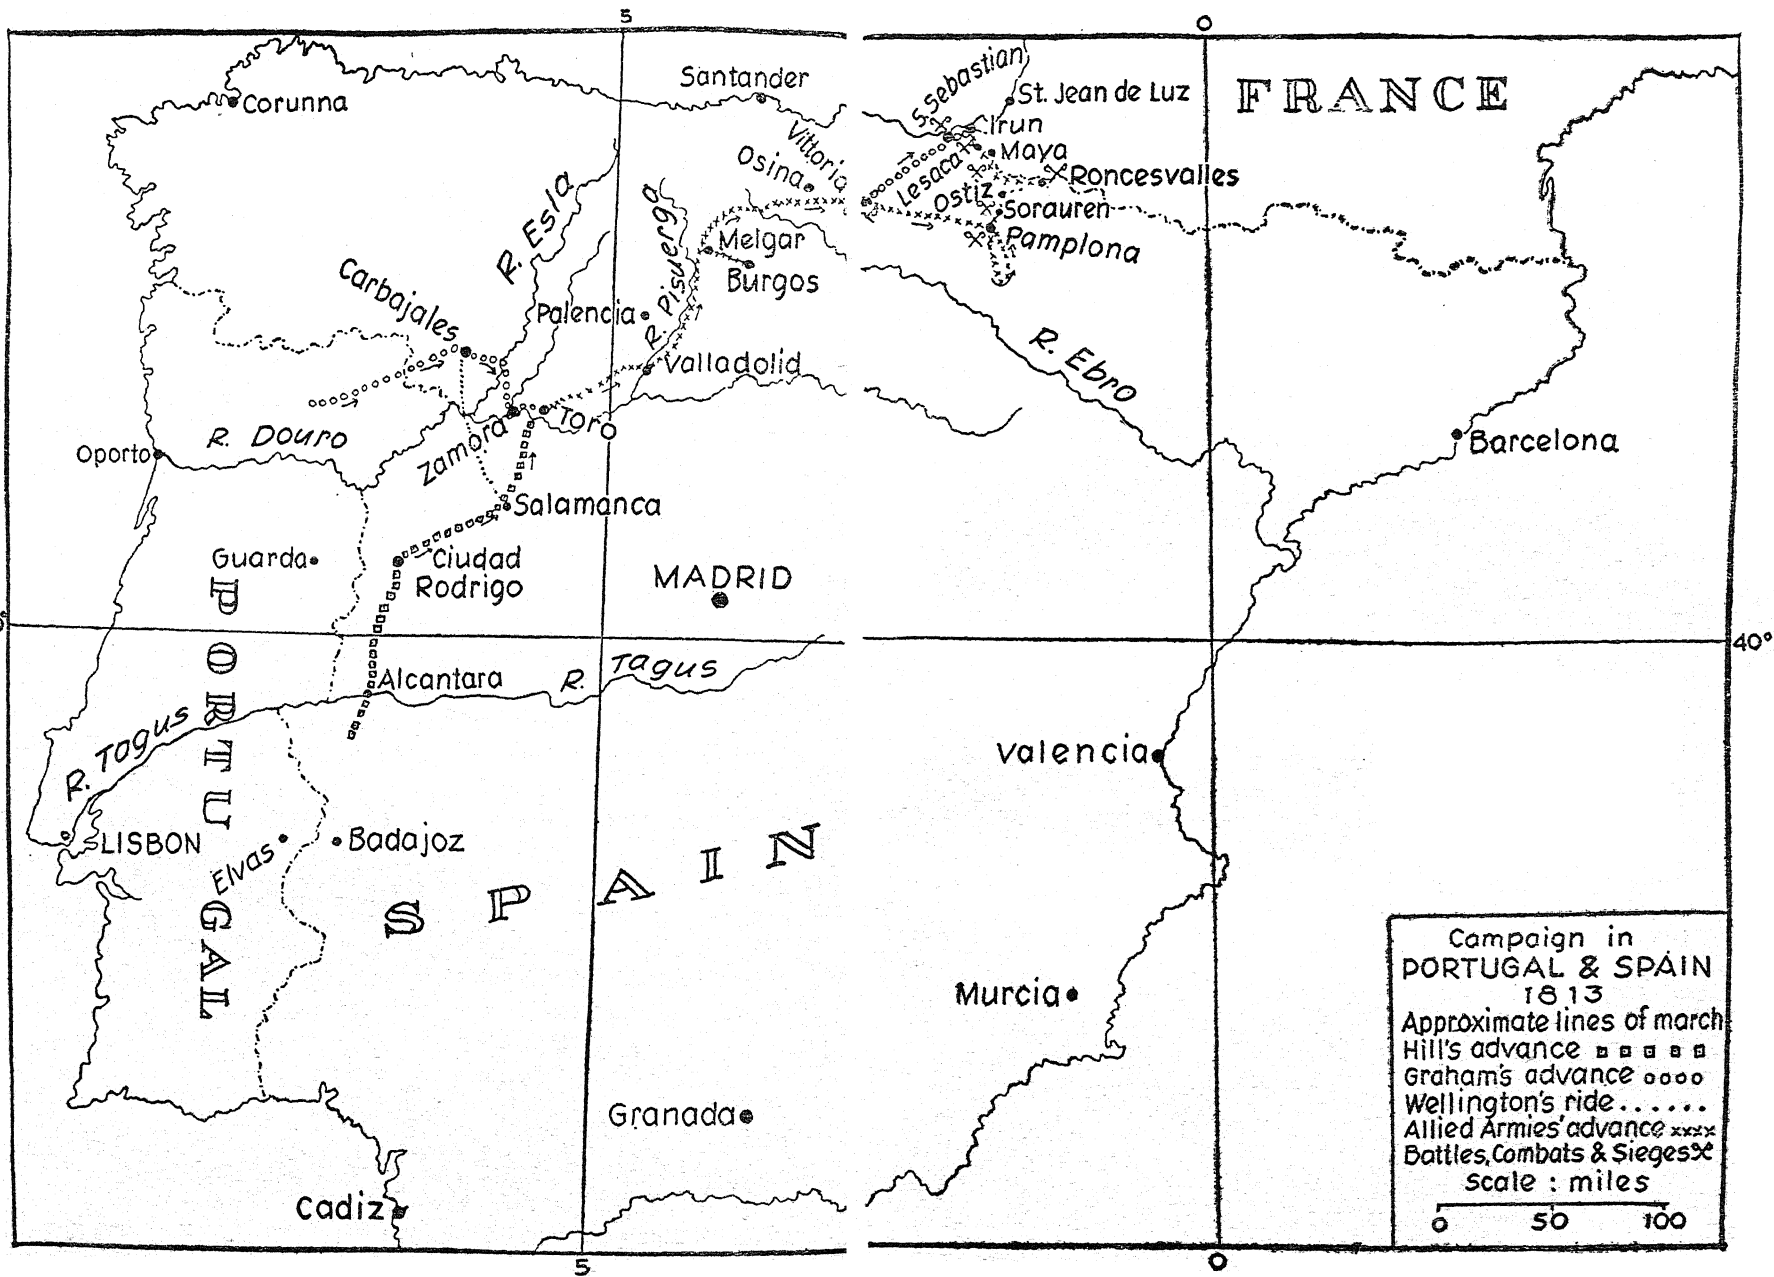 5
0
Santander
S. Sebastian
St. Jean de Luz
FRANCE
Corunna
Irun
Vittoria
Maya
Osina
Lesaca
Roncesvalles
Ostiz
Sorauren
R. Esla
Melgar
Pamplona
Carbajales
R. Pisuerga
Burgos
Palencia
R. Ebro
Valladolid
Toro
R. Douro
Zamora
Oporto
Barcelona
Salamanca
Guarda
Ciudad
Rodrigo
MADRID
40°
PORTUGAL
Alcantara
R. Tagus
R. Tagus
Valencia
LISBON
Elvas
Badajoz
SPAIN
Murcia
Granada
Cadiz
Campaign in
PORTUGAL & SPAIN
1813
Approximate lines of march
Hill's advance
Graham's advance
Wellington's ride......
Allied Armies' advance xxxx
Battles, Combats & Sieges
Scale : miles
0 50 100
5
0